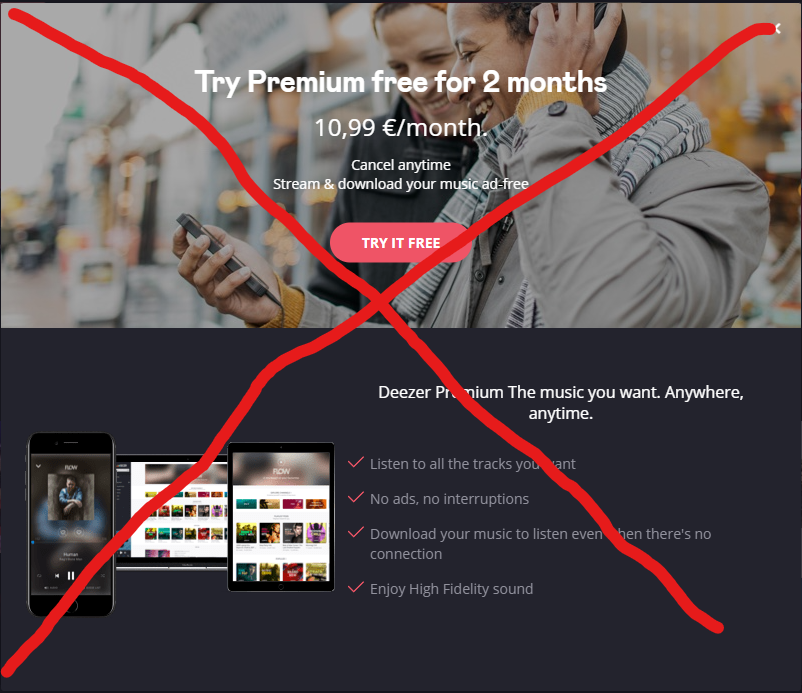 Try Premium free for 2 months
10,99 €/month.
Cancel anytime
Stream & download your music ad-free
TRY IT FREE
Deezer Premium The music you want. Anywhere,
anytime.
Listen to all the tracks you want
No ads, no interruptions
Download your music to listen even when there's no
connection
Enjoy High Fidelity sound
FLOW
Human
FLOW